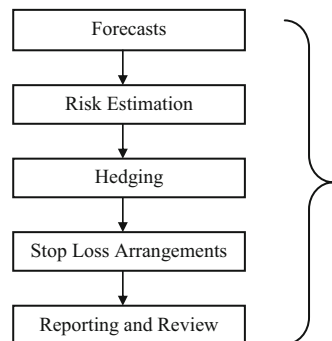 Forecasts
Risk Estimation
Hedging
Stop Loss Arrangements
Reporting and Review